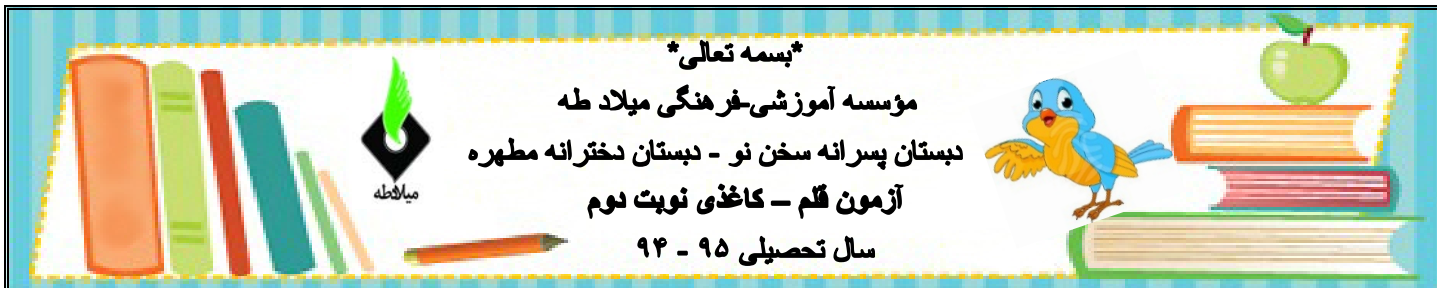 *بسمه تعالی*
مؤسسه آموزشی-فرهنگی میلاد طه
دبستان پسرانه سخن نو - دبستان دخترانه مطهره
آزمون قلم – کاغذی نوبت دوم
سال تحصیلی ۹۵ - ۹۴
میلادطه